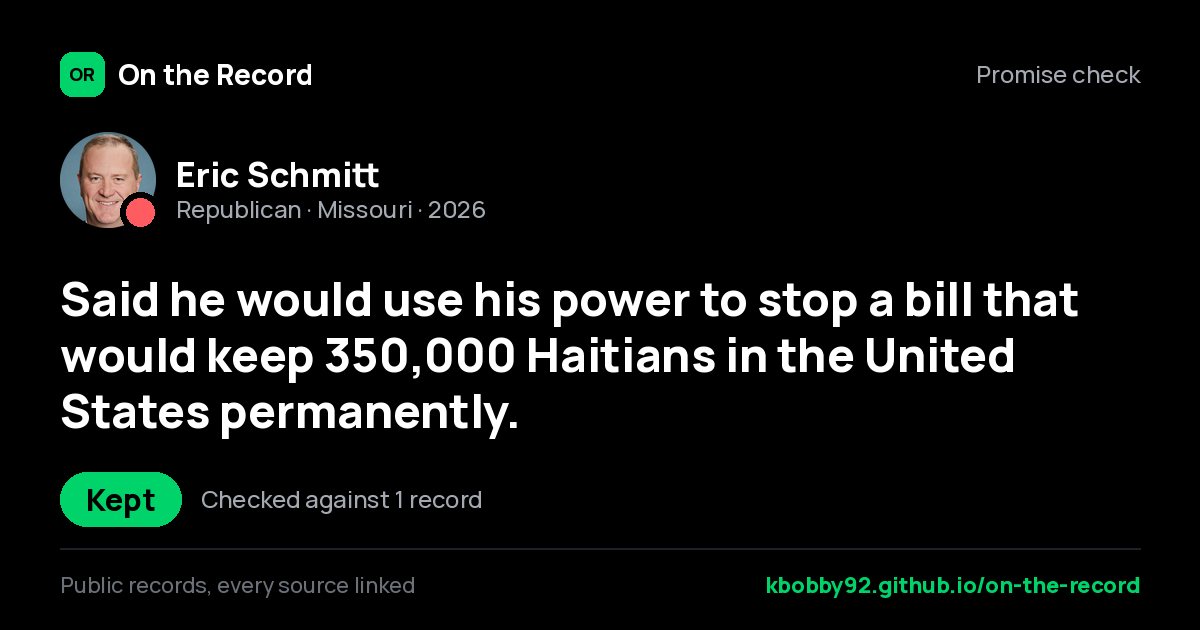 OR On the Record
Promise check
Eric Schmitt
Republican · Missouri · 2026
Said he would use his power to stop a bill that
would keep 350,000 Haitians in the United
States permanently.
Kept Checked against 1 record
Public records, every source linked
kbobby92.github.io/on-the-record